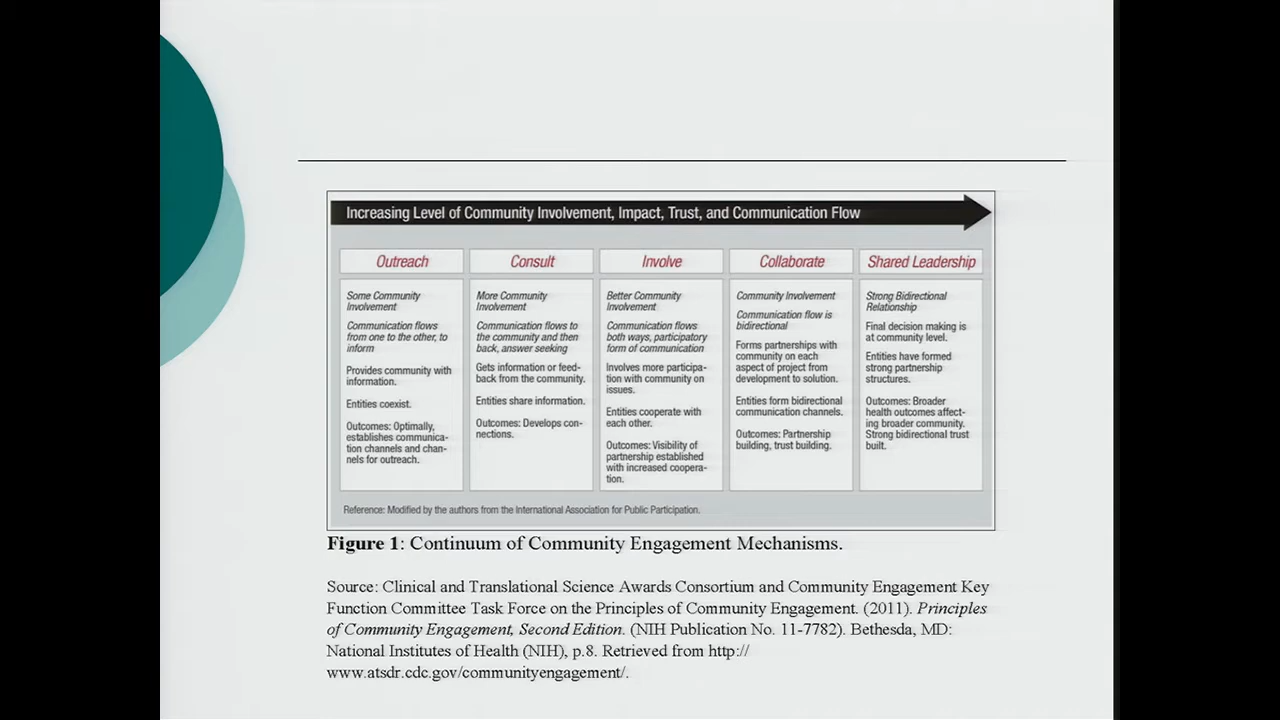 Increasing Level of Community Involvement, Impact, Trust, and Communication Flow
Outreach
Some Community
Involvement
Communication flows
from one to the other, to
inform
Provides community with
information.
Entities coexist.
Outcomes: Optimally,
establishes communica-
tion channels and chan-
nels for outreach.
Consult
More Community
Involvement
Communication flows to
the community and then
back, answer seeking
Gets information or feed-
back from the community.
Entities share information.
Outcomes: Develops con-
nections.
Involve
Better Community
Involvement
Communication flows
both ways, participatory
form of communication
Involves more participa-
tion with community on
issues.
Entities cooperate with
each other.
Outcomes: Visibility of
partnership established
with increased coopera-
tion.
Collaborate
Community Involvement
Communication flow is
bidirectional
Forms partnerships with
community on each
aspect of project from
development to solution.
Entities form bidirectional
communication channels.
Outcomes: Partnership
building, trust building.
Shared Leadership
Strong Bidirectional
Relationship
Final decision making is
at community level.
Entities have formed
strong partnership
structures.
Outcomes: Broader
health outcomes affect-
ing broader community.
Strong bidirectional trust
built.
Reference: Modified by the authors from the International Association for Public Participation.
Figure 1: Continuum of Community Engagement Mechanisms.
Source: Clinical and Translational Science Awards Consortium and Community Engagement Key
Function Committee Task Force on the Principles of Community Engagement. (2011). Principles
of Community Engagement, Second Edition. (NIH Publication No. 11-7782). Bethesda, MD:
National Institutes of Health (NIH), p.8. Retrieved from http://
www.atsdr.cdc.gov/communityengagement/.